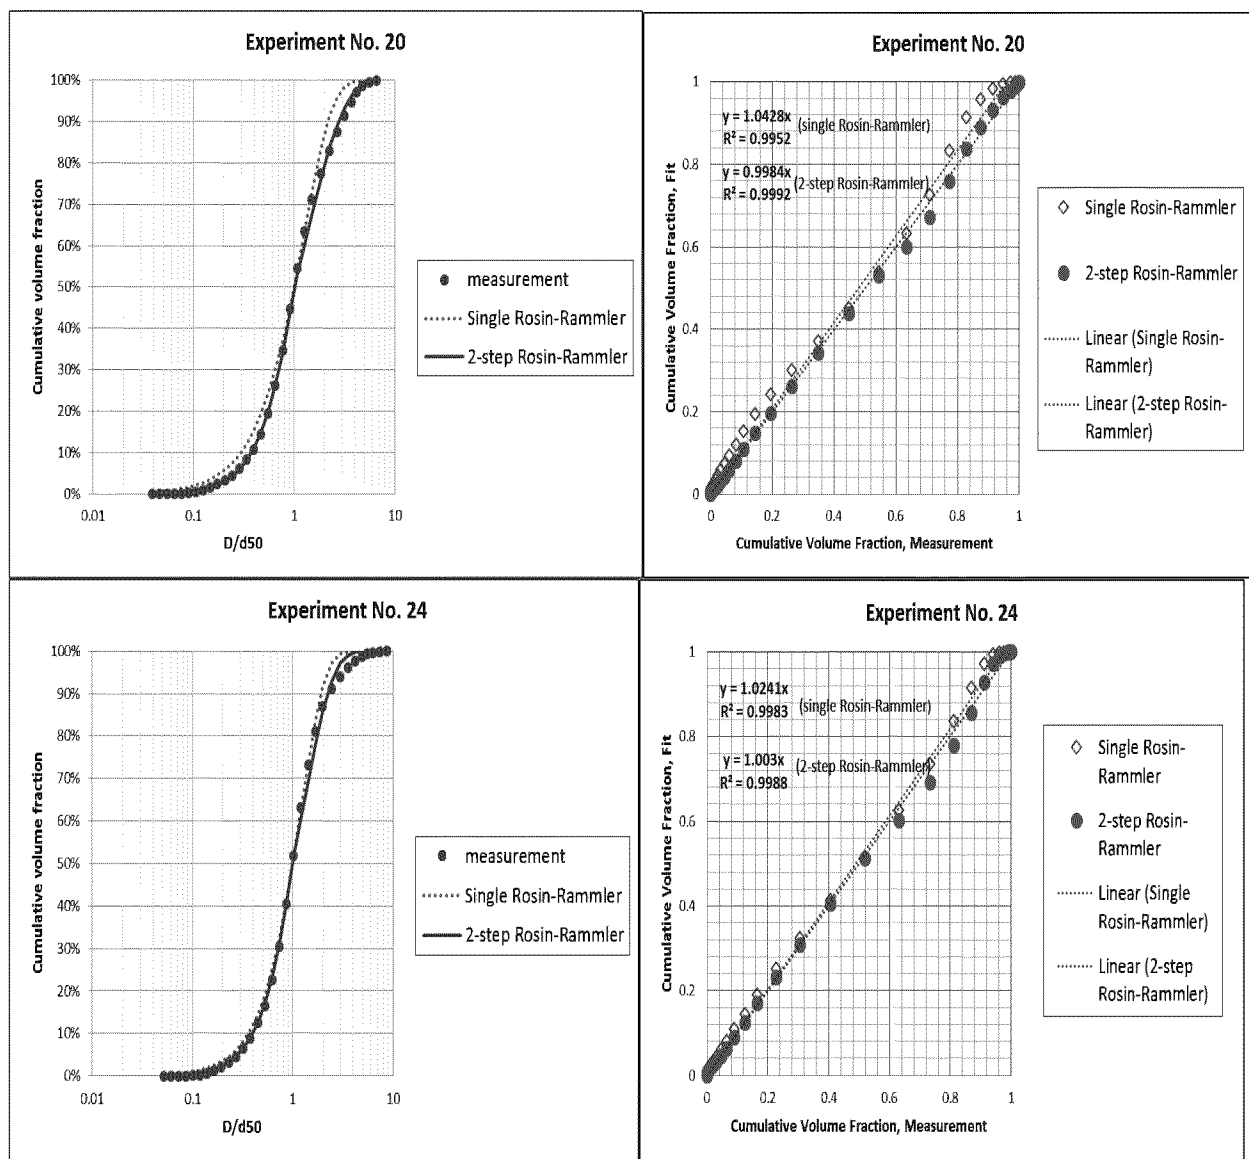 Experiment No. 20
100%
90%
80%
70%
60%
50%
40%
30%
20%
10%
0%
0.01
0.1
1
10
Cumulative volume fraction
D/d50
measurement
Single Rosin-Rammler
2-step Rosin-Rammler
Experiment No. 20
1
0.8
0.6
0.4
0.2
0
0
0.2
0.4
0.6
0.8
1
Cumulative Volume Fraction, Fit
Cumulative Volume Fraction, Measurement
y = 1.0428x
R² = 0.9952
(single Rosin-Rammler)
y = 0.9984x
R² = 0.9992
(2-step Rosin-Rammler)
Single Rosin-Rammler
2-step Rosin-Rammler
Linear (Single Rosin-
Rammler)
Linear (2-step Rosin-
Rammler)
Experiment No. 24
100%
90%
80%
70%
60%
50%
40%
30%
20%
10%
0%
0.01
0.1
1
10
Cumulative volume fraction
D/d50
measurement
Single Rosin-Rammler
2-step Rosin-Rammler
Experiment No. 24
1
0.8
0.6
0.4
0.2
0
0
0.2
0.4
0.6
0.8
1
Cumulative Volume Fraction, Fit
Cumulative Volume Fraction, Measurement
y = 1.0241x
R² = 0.9983
(single Rosin-Rammler)
y = 1.003x
R² = 0.9988
(2-step Rosin-Rammler)
Single Rosin-
Rammler
2-step Rosin-
Rammler
Linear (Single
Rosin-Rammler)
Linear (2-step
Rosin-Rammler)